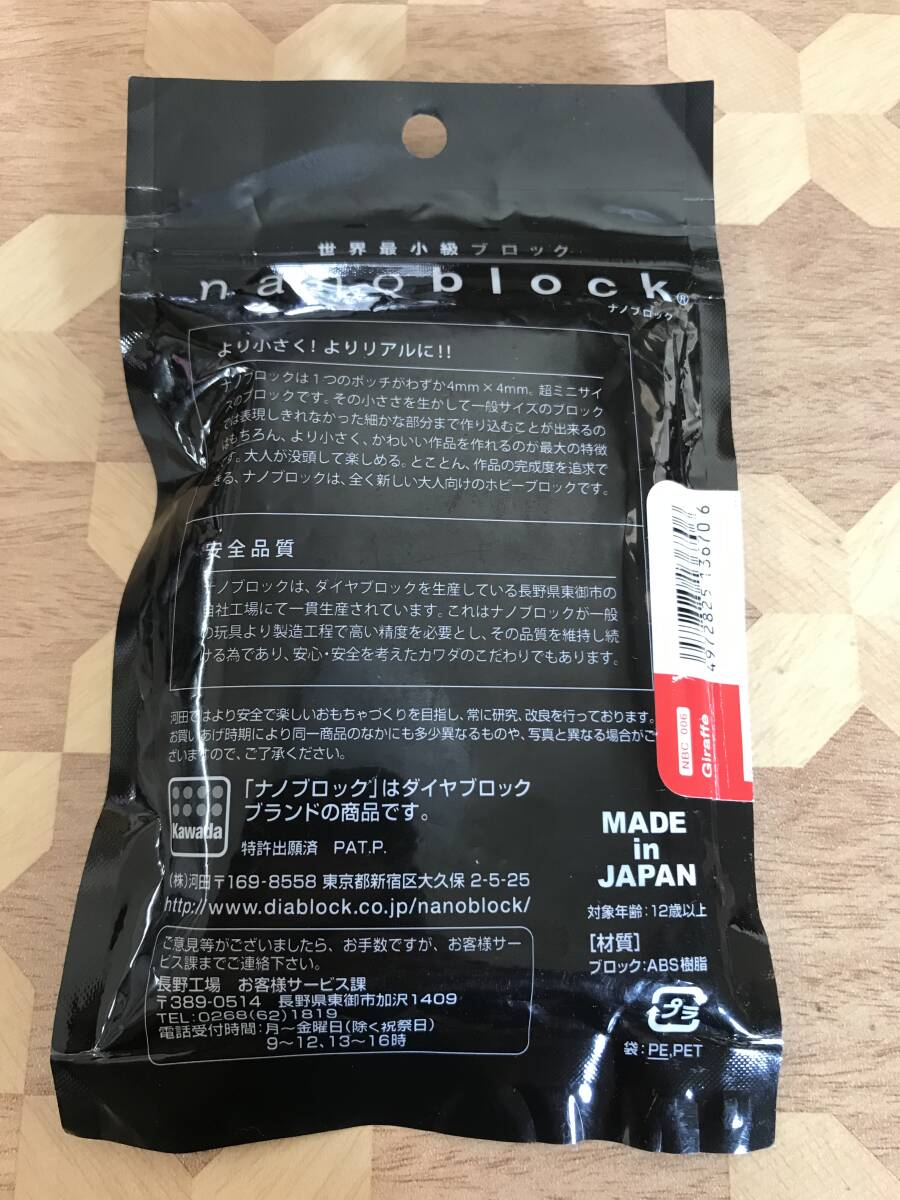 世界最小級ブロック
nanoblock®
ナノブロック
より小さく!よりリアルに!!
ナノブロックは1つのポッチがわずか4mm×4mm。超ミニサイ
ズのブロックです。その小ささを生かして一般サイズのブロック
では表現しきれなかった細かな部分まで作り込むことが出来るの
はもちろん、より小さく、かわいい作品を作れるのが最大の特徴
です。大人が没頭して楽しめる。とことん、作品の完成度を追求で
きる、ナノブロックは、全く新しい大人向けのホビーブロックです。
安全品質
ナノブロックは、ダイヤブロックを生産している長野県東御市の
自社工場にて一貫生産されています。これはナノブロックが一般
の玩具より製造工程で高い精度を必要とし、その品質を維持し続
ける為であり、安心・安全を考えたカワダのこだわりでもあります。
河田ではより安全で楽しいおもちゃづくりを目指し、常に研究、改良を行っております。
お買いあげ時期により同一商品のなかにも多少異なるものや、写真と異なる場合がご
ざいますので、ご了承ください。
Kawada
「ナノブロック」はダイヤブロック
ブランドの商品です。
特許出願済 PAT.P.
(株)河田〒169-8558 東京都新宿区大久保 2-5-25
http://www.diablock.co.jp/nanoblock/
ご意見等がございましたら、お手数ですが、お客様サー
ビス課までご連絡下さい。
長野工場 お客様サービス課
〒389-0514 長野県東御市加沢1409
TEL:0268(62)1819
電話受付時間:月~金曜日(除く祝祭日)
9~12、13~16時
4972825 136706
NBC_006
Giraffe
MADE
in
JAPAN
対象年齢:12歳以上
[材質]
ブロック:ABS樹脂
プラ
袋:PE,PET